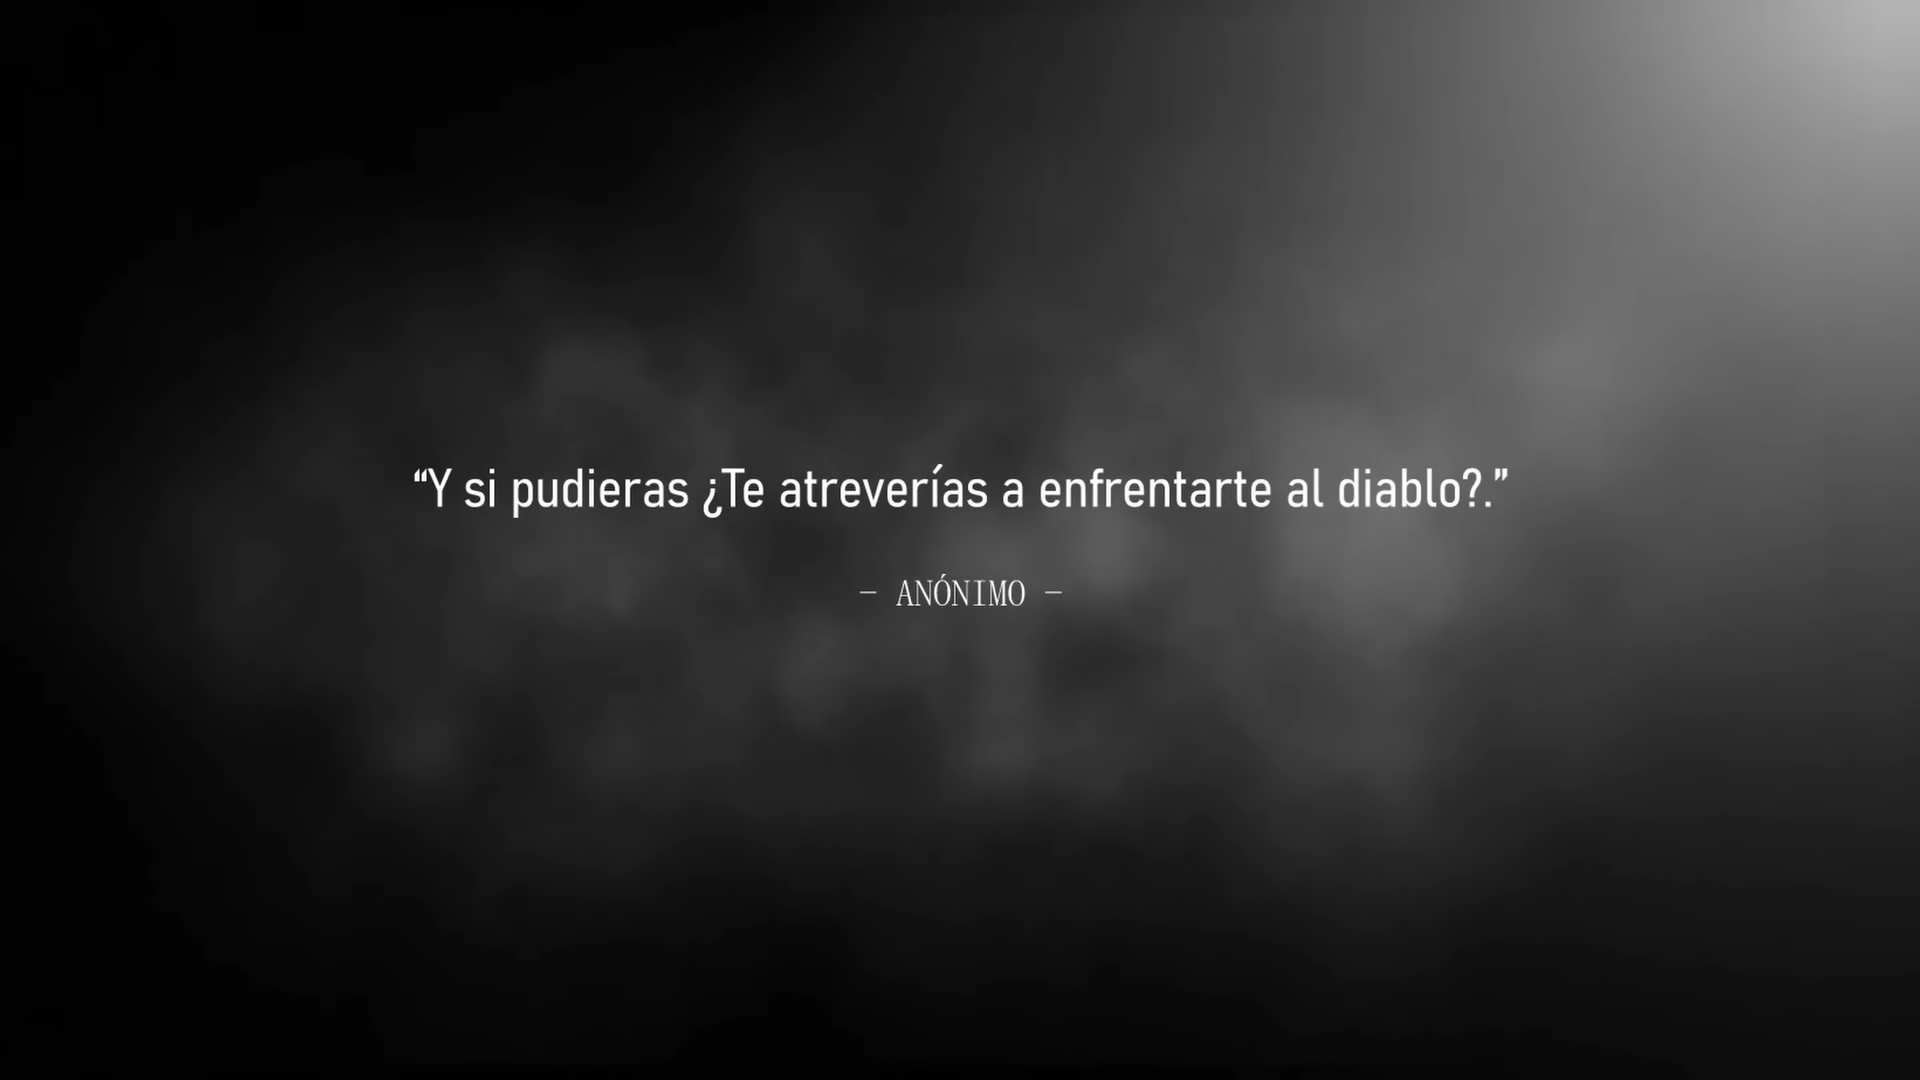 “Y si pudieras ¿Te atreverías a enfrentarte al diablo?.”
– ANÓNIMO –